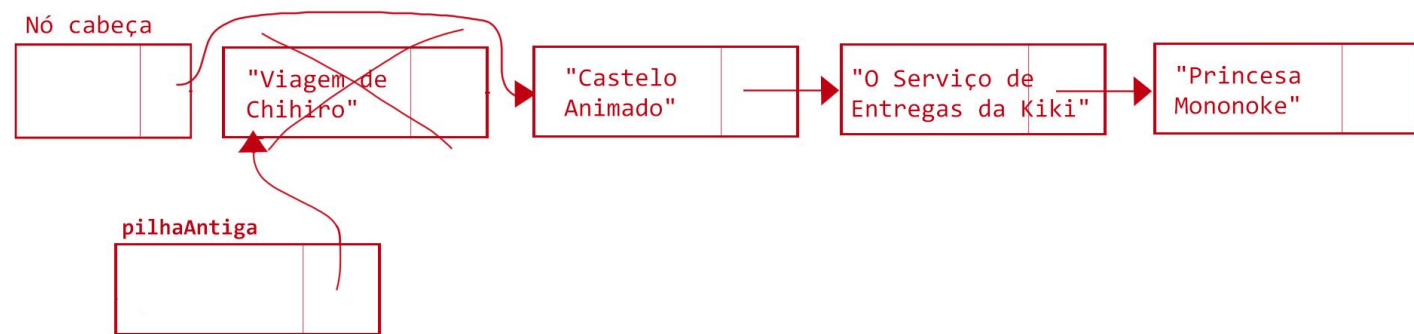 Nó cabeça
"Viagem de
Chihiro"
"Castelo
Animado"
"O Serviço de
Entregas da Kiki"
"Princesa
Mononoke"
pilhaAntiga